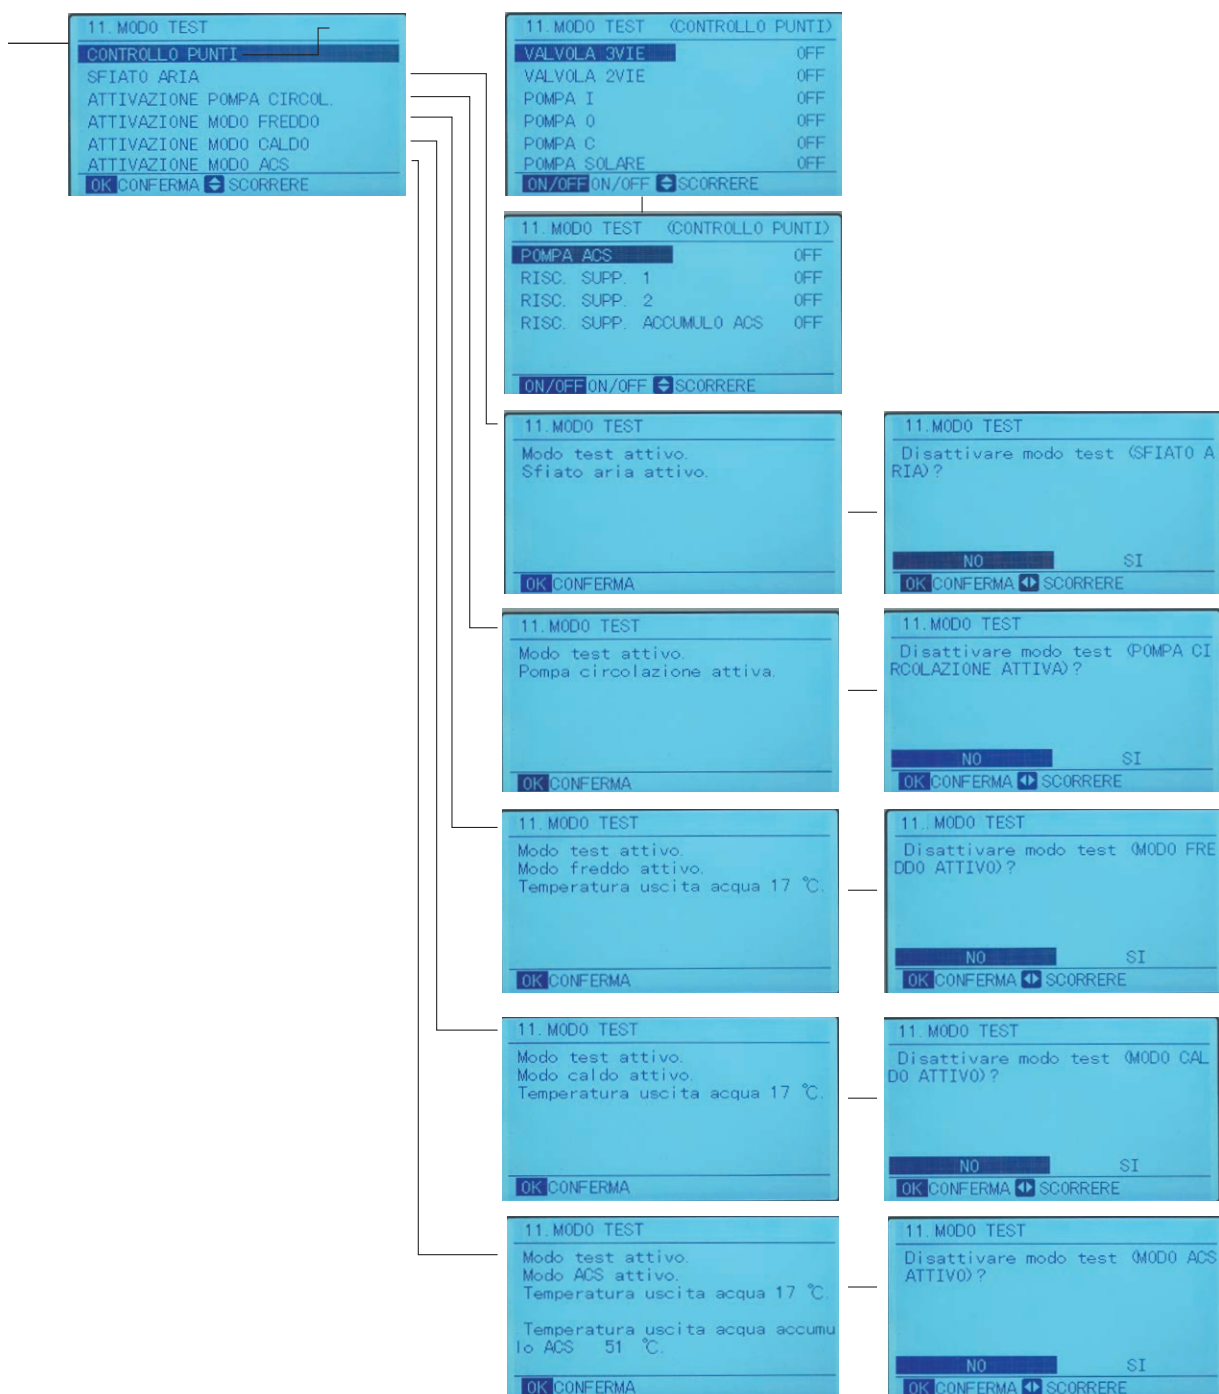 11.MODO TEST
CONTROLLO PUNTI
SFIATO ARIA
ATTIVAZIONE POMPA CIRCOL.
ATTIVAZIONE MODO FREDDO
ATTIVAZIONE MODO CALDO
ATTIVAZIONE MODO ACS
OK CONFERMA SCORRERE
11.MODO TEST (CONTROLLO PUNTI)
VALVOLA 3VIE OFF
VALVOLA 2VIE OFF
POMPA I OFF
POMPA O OFF
POMPA C OFF
POMPA SOLARE OFF
ON/OFF ON/OFF SCORRERE
11.MODO TEST (CONTROLLO PUNTI)
POMPA ACS OFF
RISC. SUPP. 1 OFF
RISC. SUPP. 2 OFF
RISC. SUPP. ACCUMULO ACS OFF
ON/OFF ON/OFF SCORRERE
11.MODO TEST
Modo test attivo.
Sfiato aria attivo.
OK CONFERMA
11.MODO TEST
Disattivare modo test (SFIATO A
RIA)?
NO SI
OK CONFERMA SCORRERE
11.MODO TEST
Modo test attivo.
Pompa circolazione attiva.
OK CONFERMA
11.MODO TEST
Disattivare modo test (POMPA CI
RCOLAZIONE ATTIVA)?
NO SI
OK CONFERMA SCORRERE
11.MODO TEST
Modo test attivo.
Modo freddo attivo.
Temperatura uscita acqua 17 °C.
OK CONFERMA
11..MODO TEST
Disattivare modo test (MODO FRE
DDO ATTIVO)?
NO SI
OK CONFERMA SCORRERE
11.MODO TEST
Modo test attivo.
Modo caldo attivo.
Temperatura uscita acqua 17 °C.
OK CONFERMA
11.MODO TEST
Disattivare modo test (MODO CAL
DO ATTIVO)?
NO SI
OK CONFERMA SCORRERE
11.MODO TEST
Modo test attivo.
Modo ACS attivo.
Temperatura uscita acqua 17 °C.
Temperatura uscita acqua accumu
lo ACS 51 °C.
OK CONFERMA
11.MODO TEST
Disattivare modo test (MODO ACS
ATTIVO)?
NO SI
OK CONFERMA SCORRERE